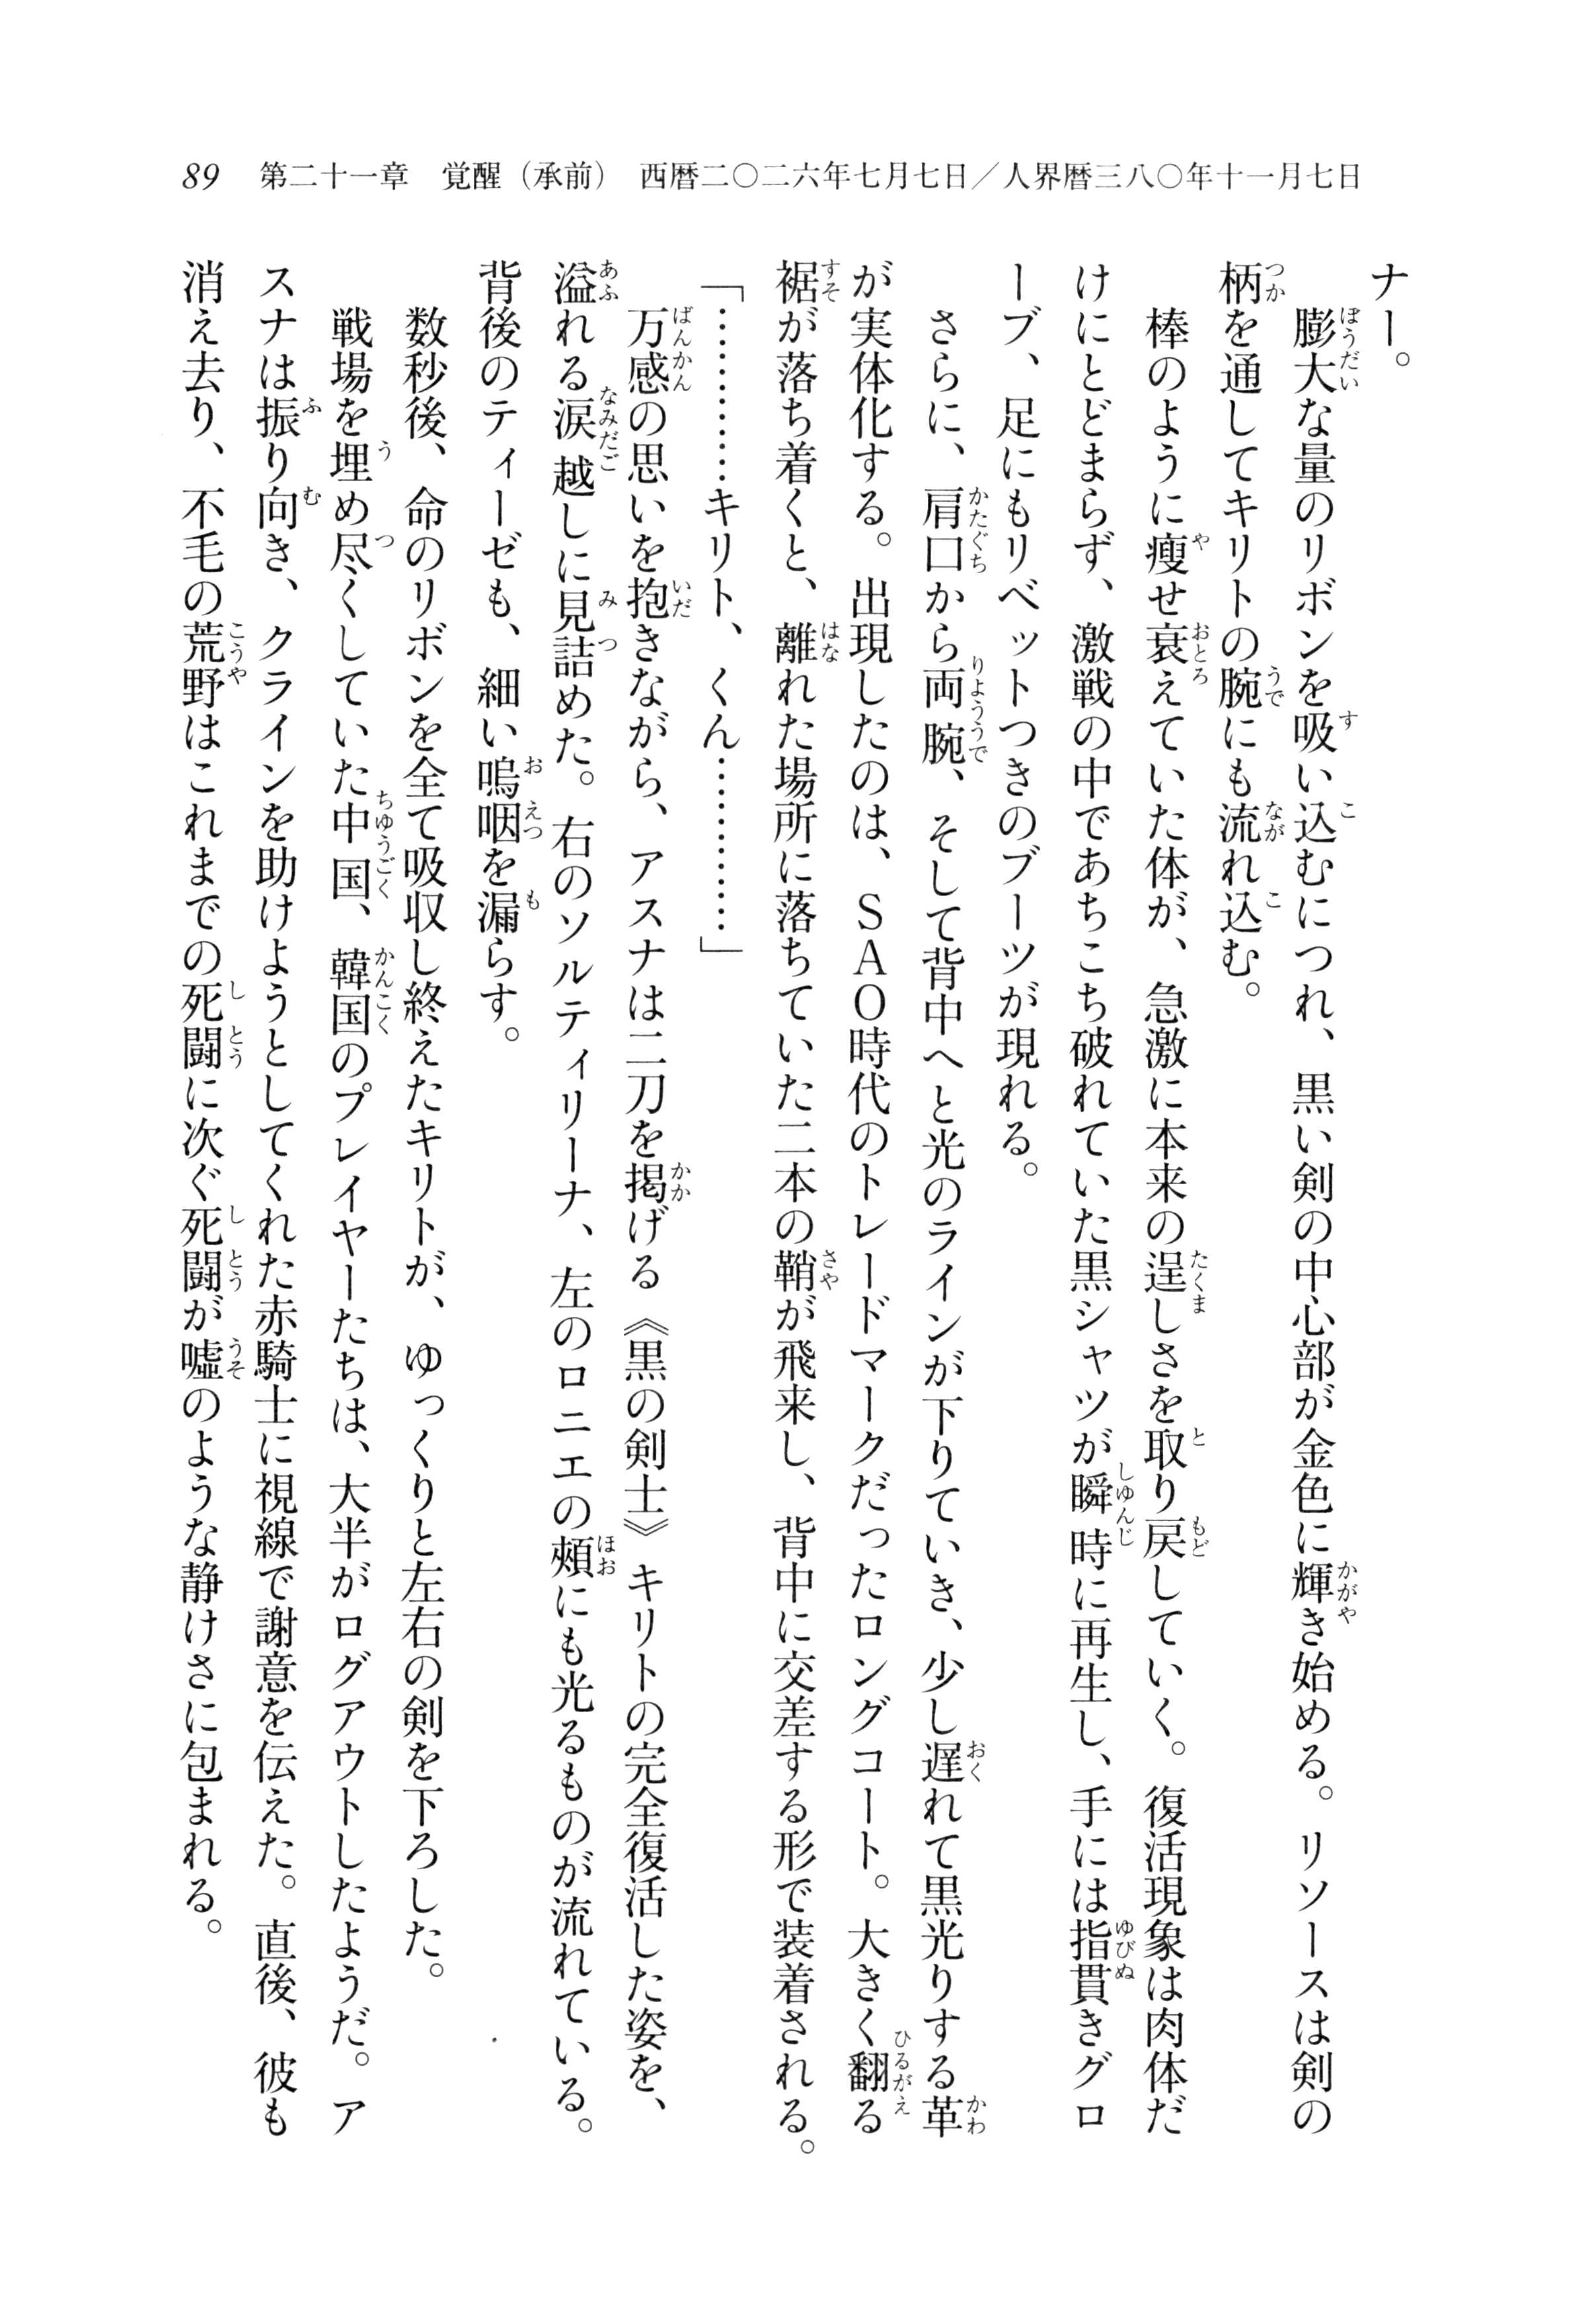 89　第二十一章　覚醒（承前）　西暦二〇二六年七月七日／人界暦三八〇年十一月七日
ナー。
　膨大な量のリボンを吸い込むにつれ、黒い剣の中心部が金色に輝き始める。リソースは剣の
柄を通してキリトの腕にも流れ込む。
　棒のように痩せ衰えていた体が、急激に本来の逞しさを取り戻していく。復活現象は肉体だ
けにとどまらず、激戦の中であちこち破れていた黒シャツが瞬時に再生し、手には指貫きグロ
ーブ、足にもリベットつきのブーツが現れる。
　さらに、肩口から両腕、そして背中へと光のラインが下りていき、少し遅れて黒光りする革
が実体化する。出現したのは、ＳＡＯ時代のトレードマークだったロングコート。大きく翻る
裾が落ち着くと、離れた場所に落ちていた二本の鞘が飛来し、背中に交差する形で装着される。
「…………キリト、くん…………」
　万感の思いを抱きながら、アスナは二刀を掲げる《黒の剣士》キリトの完全復活した姿を、
溢れる涙越しに見詰めた。右のソルティリーナ、左のロニエの頰にも光るものが流れている。
背後のティーゼも、細い嗚咽を漏らす。
　数秒後、命のリボンを全て吸収し終えたキリトが、ゆっくりと左右の剣を下ろした。
　戦場を埋め尽くしていた中国、韓国のプレイヤーたちは、大半がログアウトしたようだ。ア
スナは振り向き、クラインを助けようとしてくれた赤騎士に視線で謝意を伝えた。直後、彼も
消え去り、不毛の荒野はこれまでの死闘に次ぐ死闘が嘘のような静けさに包まれる。